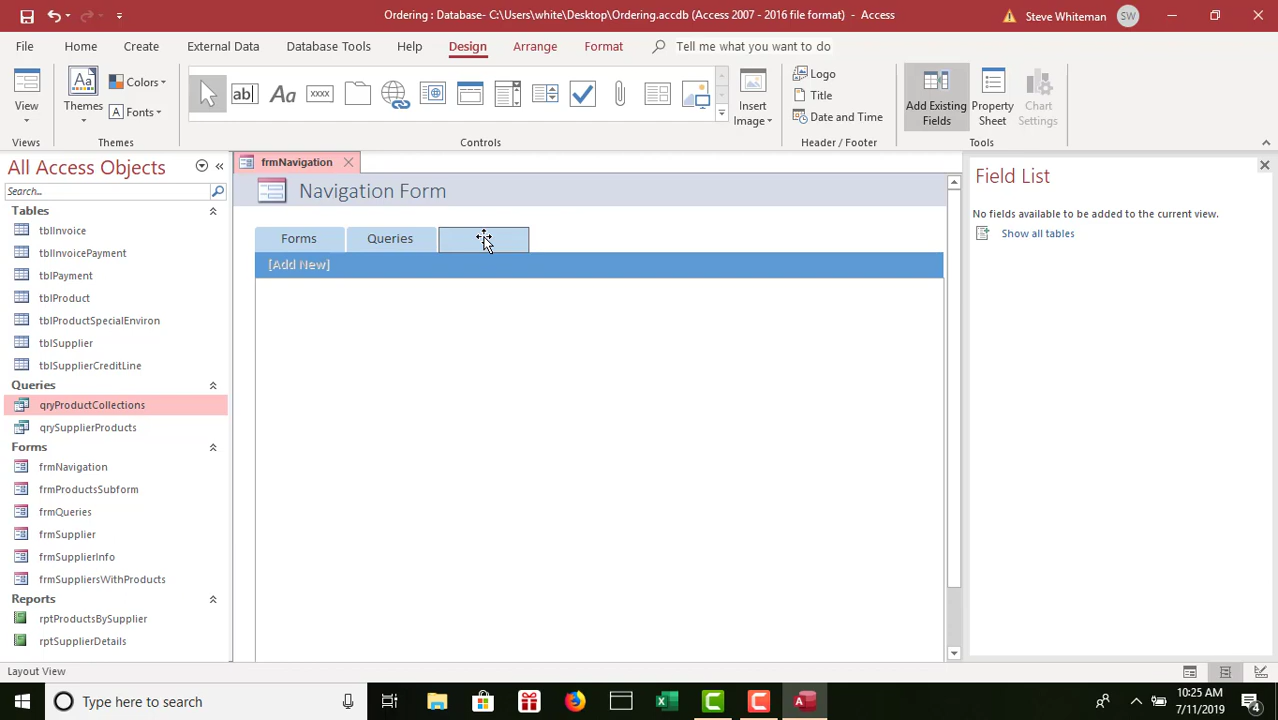 Ordering : Database- C:\Users\white\Desktop\Ordering.accdb (Access 2007 - 2016 file format) - Access
Steve Whiteman SW
File Home Create External Data Database Tools Help Design Arrange Format Tell me what you want to do
View
Views
Themes
Colors
Fonts
Themes
ab
Aa
xxxx
Controls
Insert
Image
Logo
Title
Date and Time
Header / Footer
Add Existing
Fields
Property
Sheet
Chart
Settings
Tools
All Access Objects
Search...
Tables
tblInvoice
tblInvoicePayment
tblPayment
tblProduct
tblProductSpecialEnviron
tblSupplier
tblSupplierCreditLine
Queries
qryProductCollections
qrySupplierProducts
Forms
frmNavigation
frmProductsSubform
frmQueries
frmSupplier
frmSupplierInfo
frmSuppliersWithProducts
Reports
rptProductsBySupplier
rptSupplierDetails
frmNavigation
Navigation Form
Forms Queries
[Add New]
Field List
No fields available to be added to the current view.
Show all tables
Layout View
Type here to search
10:25 AM
7/11/2019
4